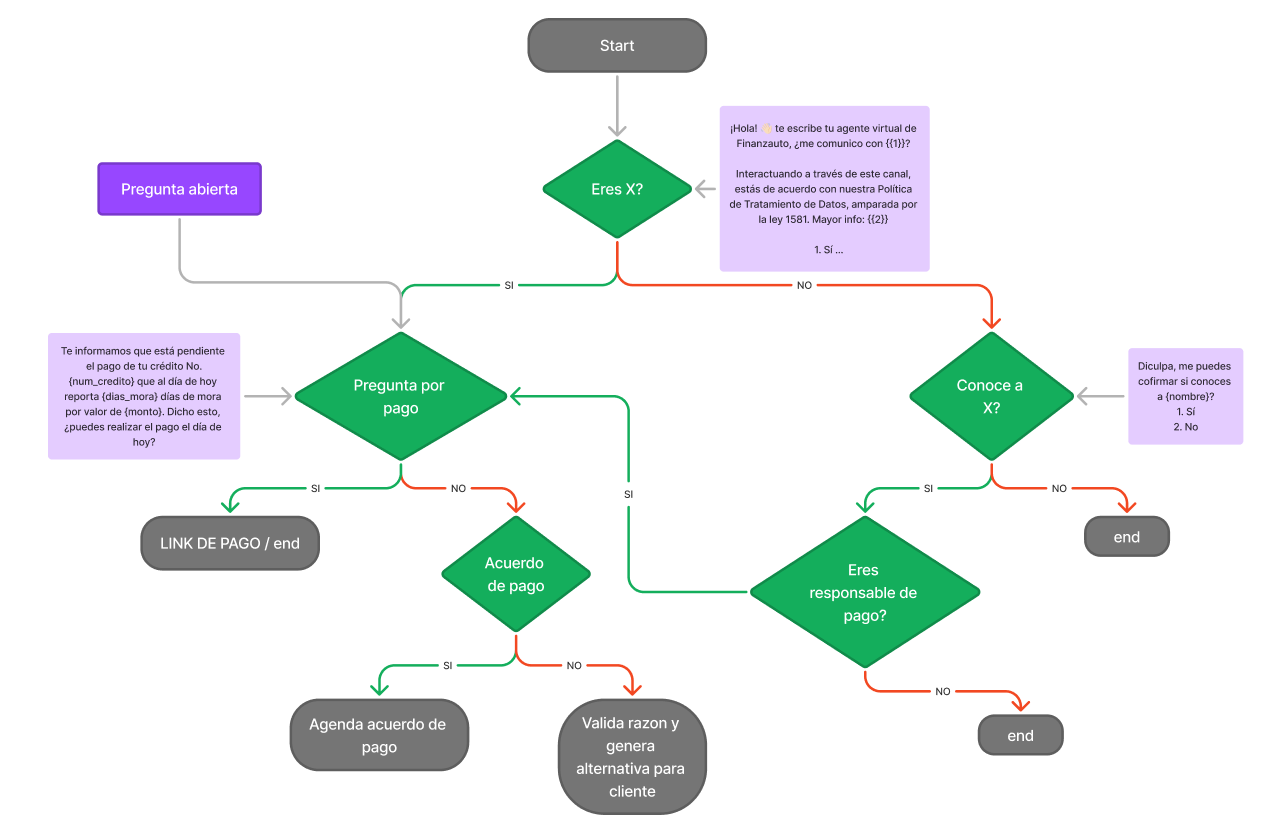 Start
¡Hola! 👋🏻 te escribe tu agente virtual de
Finanzauto, ¿me comunico con {{1}}?
Interactuando a través de este canal,
estás de acuerdo con nuestra Política
de Tratamiento de Datos, amparada por
la ley 1581. Mayor info: {{2}}
1. Sí ...
Eres X?
Pregunta abierta
SI
NO
Te informamos que está pendiente
el pago de tu crédito No.
{num_credito} que al día de hoy
reporta {dias_mora} días de mora
por valor de {monto}. Dicho esto,
¿puedes realizar el pago el día de
hoy?
Pregunta por
pago
Conoce a
X?
Diculpa, me puedes
cofirmar si conoces
a {nombre}?
1. Sí
2. No
SI
NO
SI
SI
NO
LINK DE PAGO / end
Acuerdo
de pago
Eres
responsable de
pago?
end
SI
NO
NO
Agenda acuerdo de
pago
Valida razon y
genera
alternativa para
cliente
end